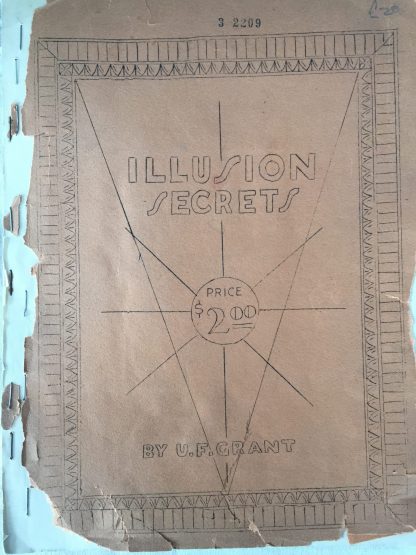 3 2209
ILLUSION
SECRETS
PRICE
$2.00
BY U.F. GRANT